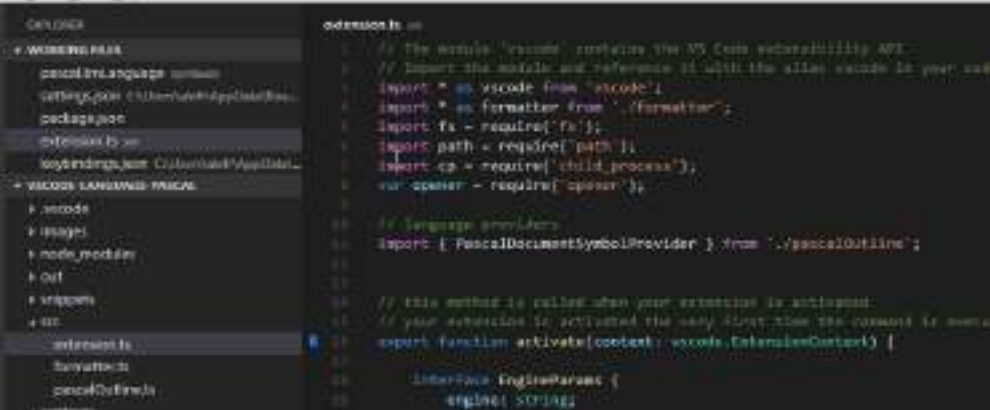 EXPLORER
WORKING FILES
pascal.tmLanguage
settings.json
package.json
extension.ts src
keybindings.json
VSCODE-LANGUAGE-PASCAL
.vscode
images
node_modules
out
snippets
src
extension.ts
formatter.ts
pascalOutline.ts
extension.ts src
// The module 'vscode' contains the VS Code extensibility API
// Import the module and reference it with the alias vscode in your
import * as vscode from 'vscode';
import * as formatter from './formatter';
import fs = require('fs');
import path = require('path');
import cp = require('child_process');
var opener = require('opener');
// language providers
import { PascalDocumentSymbolProvider } from './pascalOutline';
// this method is called when your extension is activated
// your extension is activated the very first time the command is
export function activate(context: vscode.ExtensionContext) {
interface EngineParams {
engine: string;